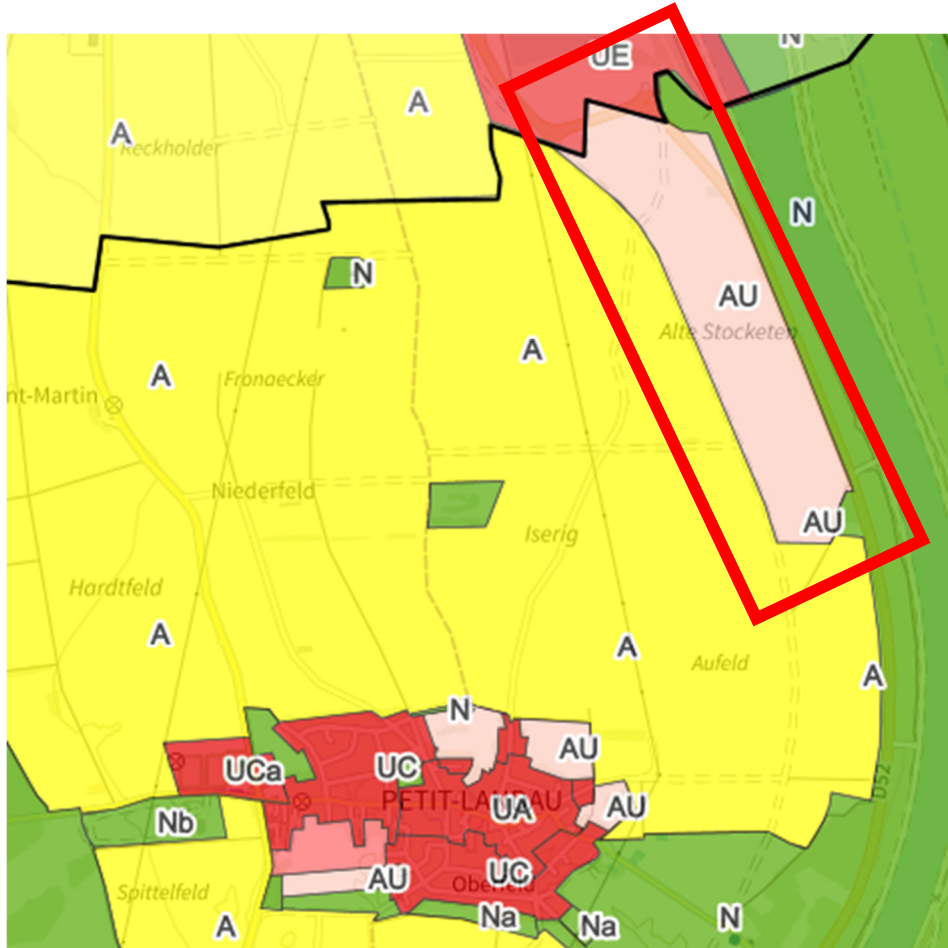 N
UE
A
A
Reckholder
N
AU
Alte Stocketen
N
A
A
Fronaecker
nt-Martin
Niederfeld
AU
Iserig
Hardtfeld
A
A
Aufeld
A
N
AU
UCa
UC
PETIT-LANDAU
UA
AU
Nb
D52
UC
AU
Oberfeld
Spittelfeld
Na
Na
N
A